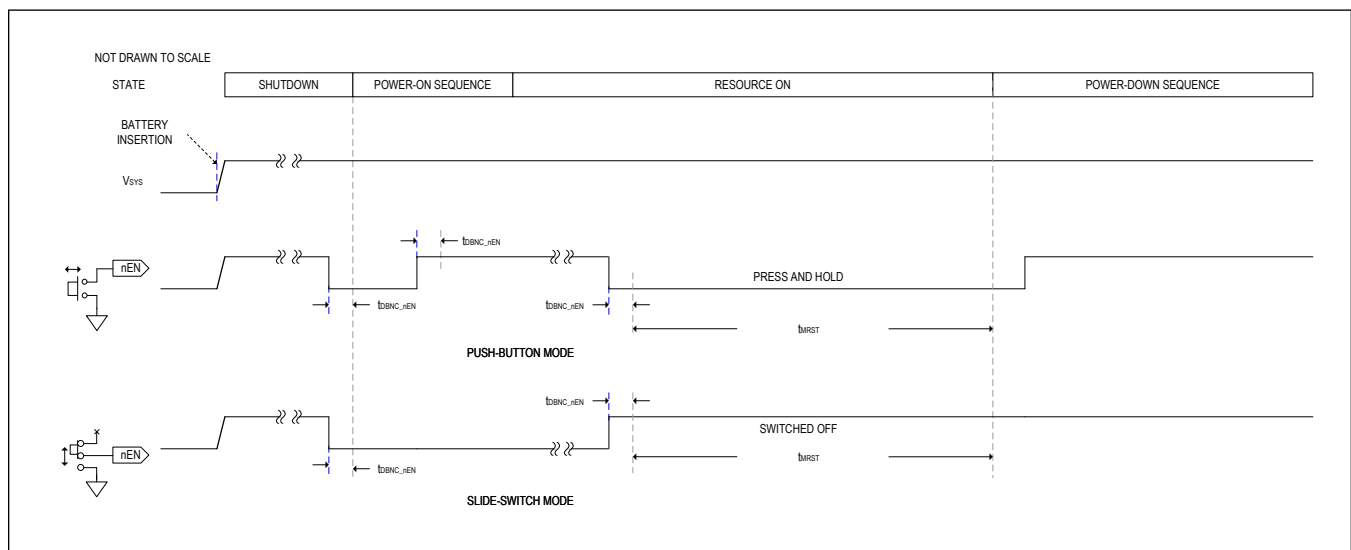 NOT DRAWN TO SCALE
STATE
SHUTDOWN
POWER-ON SEQUENCE
RESOURCE ON
POWER-DOWN SEQUENCE
BATTERY
INSERTION
VSYS
tDBNC_nEN
nEN
PRESS AND HOLD
tDBNC_nEN
tDBNC_nEN
tMRST
PUSH-BUTTON MODE
tDBNC_nEN
SWITCHED OFF
nEN
tMRST
tDBNC_nEN
SLIDE-SWITCH MODE